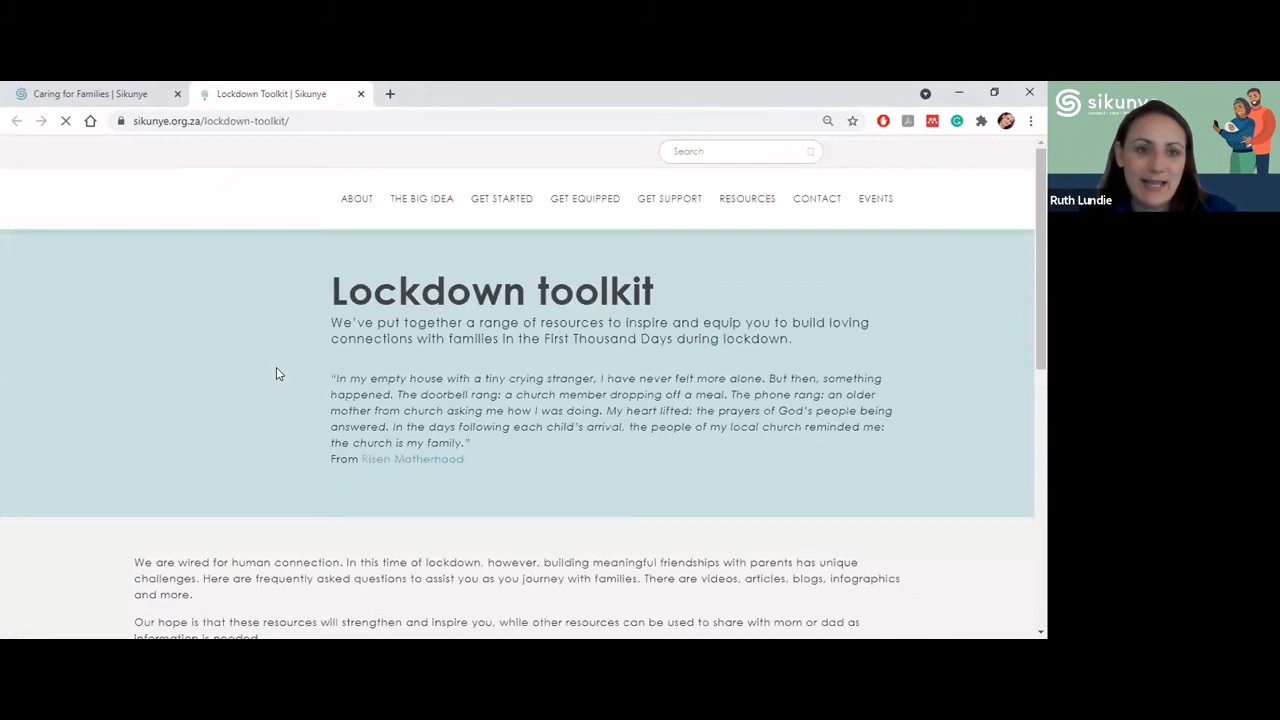 Caring for Families | Sikunye
Lockdown Toolkit | Sikunye
sikunye.org.za/lockdown-toolkit/
Search
ABOUT THE BIG IDEA GET STARTED GET EQUIPPED GET SUPPORT RESOURCES CONTACT EVENTS
Lockdown toolkit
We've put together a range of resources to inspire and equip you to build loving
connections with families in the First Thousand Days during lockdown.
“In my empty house with a tiny crying stranger, I have never felt more alone. But then, something
happened. The doorbell rang: a church member dropping off a meal. The phone rang: an older
mother from church asking me how I was doing. My heart lifted: the prayers of God's people being
answered. In the days following each child's arrival, the people of my local church reminded me:
the church is my family.”
From Risen Motherhood
We are wired for human connection. In this time of lockdown, however, building meaningful friendships with parents has unique
challenges. Here are frequently asked questions to assist you as you journey with families. There are videos, articles, blogs, infographics
and more.
Our hope is that these resources will strengthen and inspire you, while other resources can be used to share with mom or dad as
information is needed.
Ruth Lundie